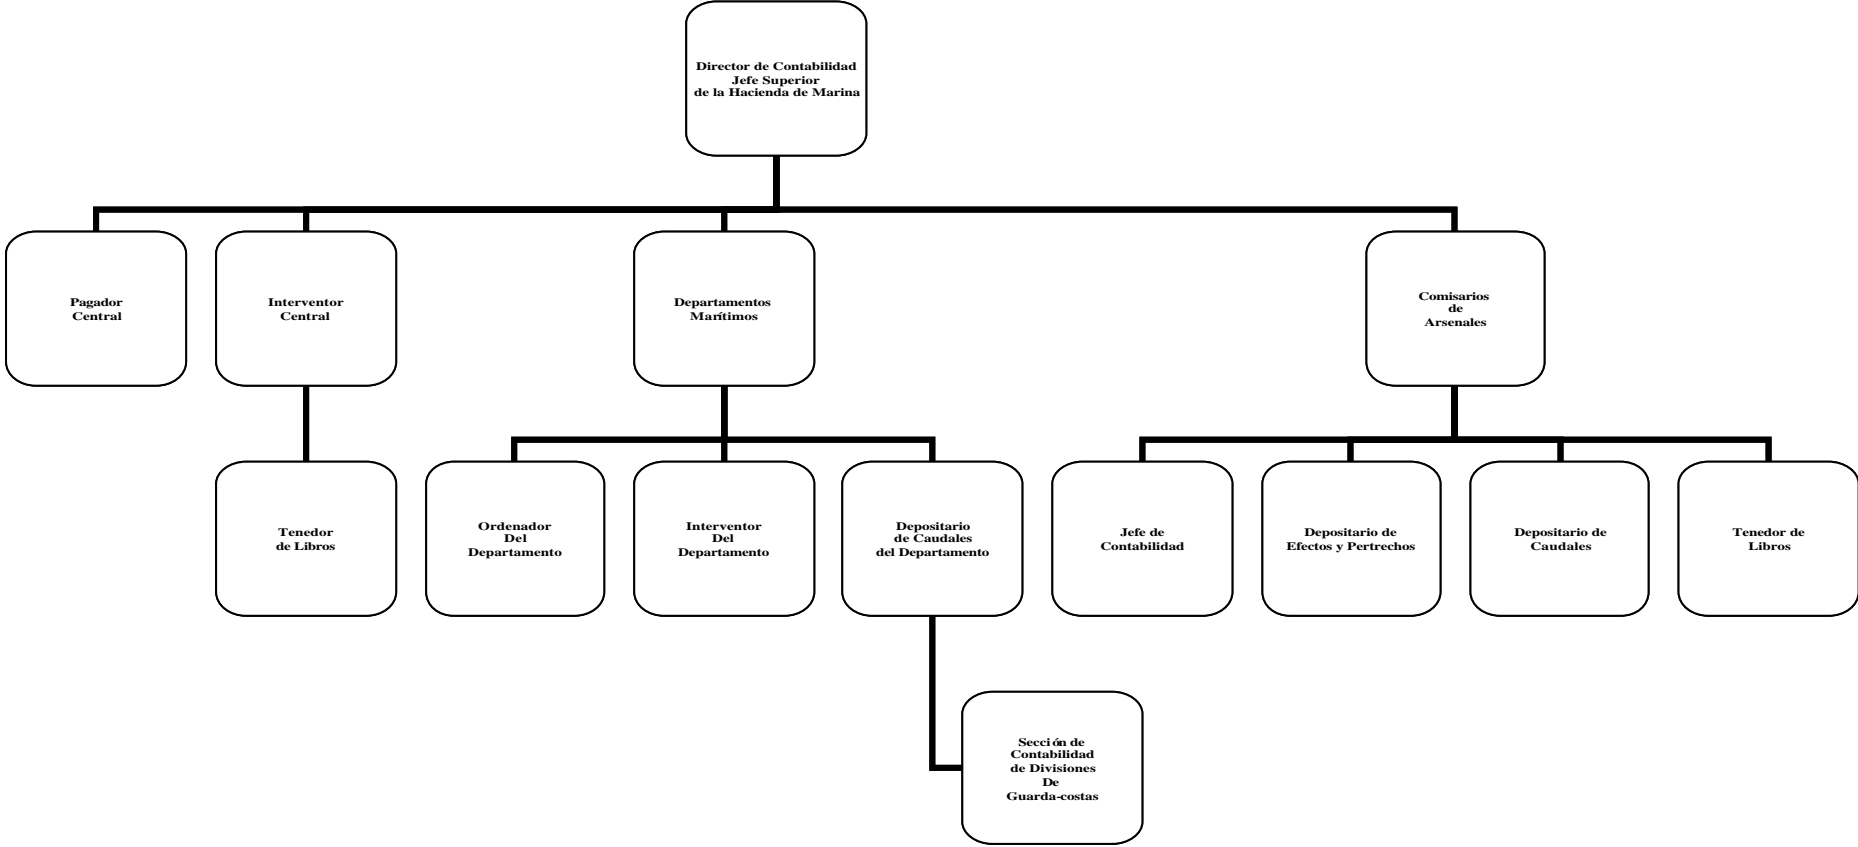 Director de Contabilidad
Jefe Superior
de la Hacienda de Marina
Pagador
Central
Interventor
Central
Departamentos
Marítimos
Comisarios
de
Arsenales
Tenedor
de Libros
Ordenador
Del
Departamento
Interventor
Del
Departamento
Depositario
de Caudales
del Departamento
Jefe de
Contabilidad
Depositario de
Efectos y Pertrechos
Depositario de
Caudales
Tenedor de
Libros
Sección de
Contabilidad
de Divisiones
De
Guarda-costas